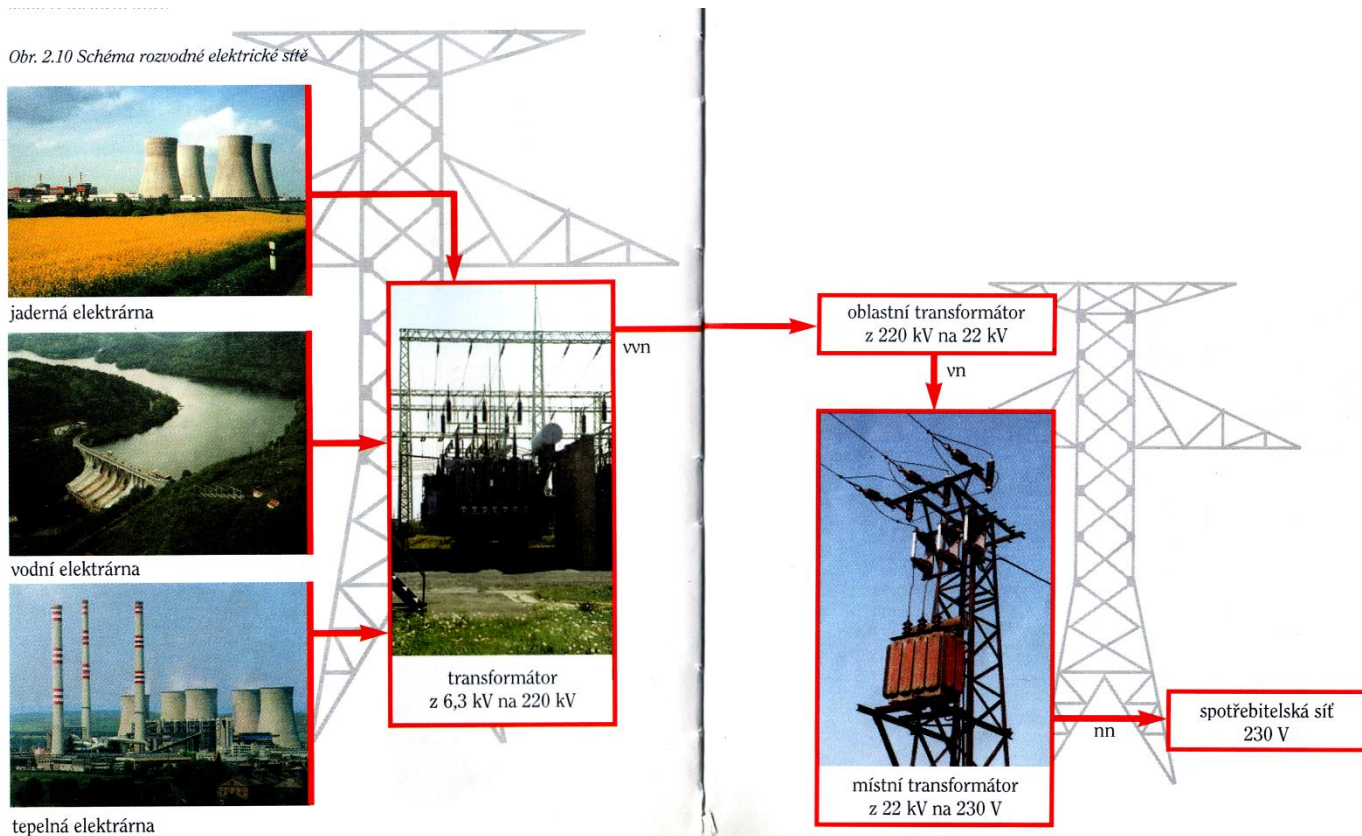 Obr. 2.10 Schéma rozvodné elektrické sítě
jaderná elektrárna
vodní elektrárna
tepelná elektrárna
transformátor
z 6,3 kV na 220 kV
vvn
oblastní transformátor
z 220 kV na 22 kV
vn
místní transformátor
z 22 kV na 230 V
nn
spotřebitelská síť
230 V